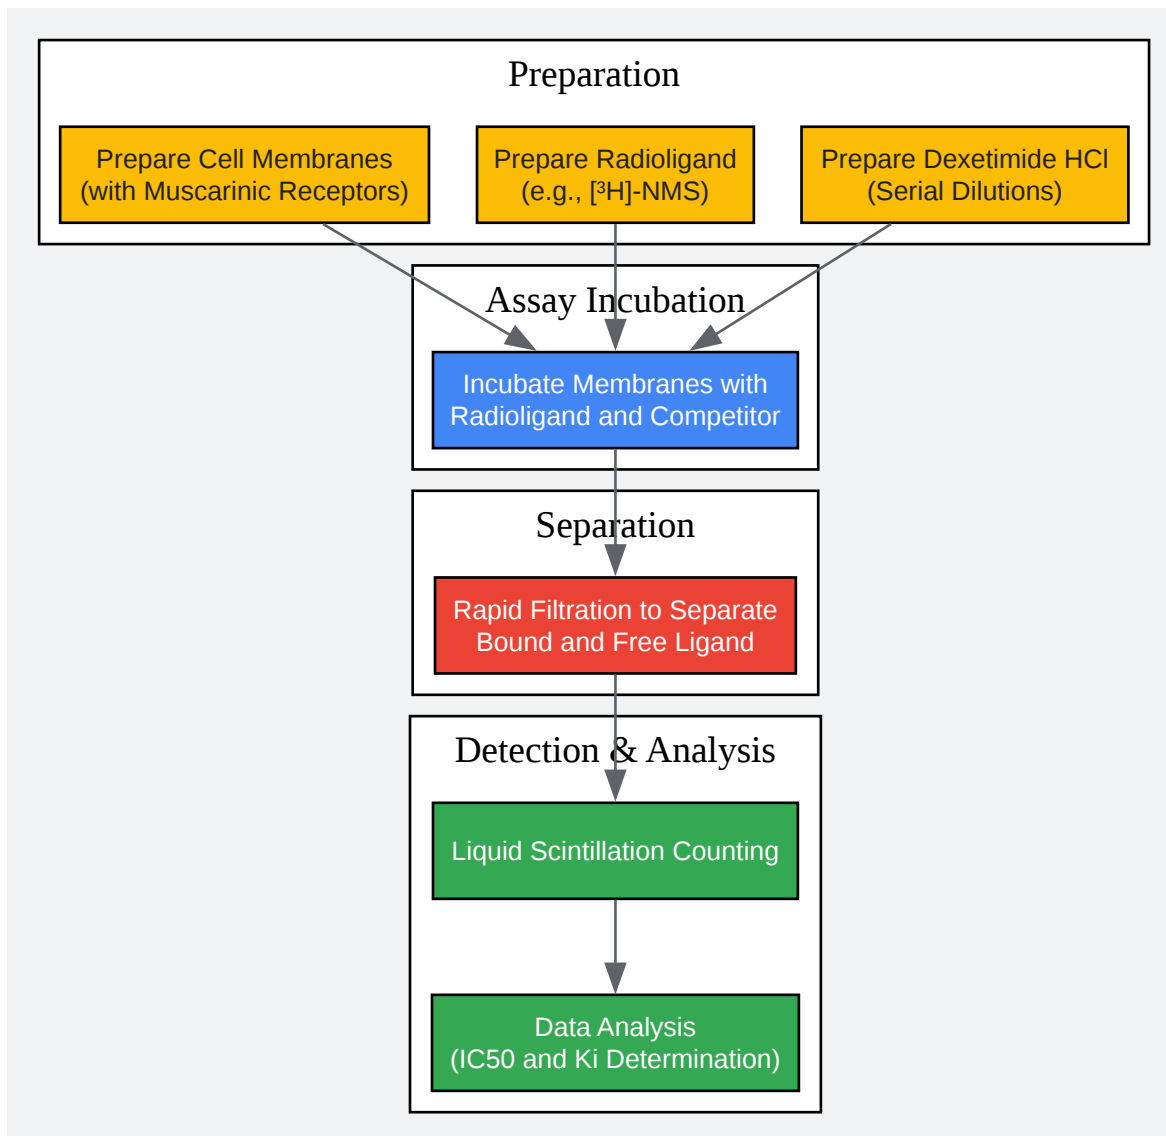 Preparation
Prepare Cell Membranes
(with Muscarinic Receptors)
Prepare Radioligand
(e.g., [³H]-NMS)
Prepare Dexetimide HCl
(Serial Dilutions)
Assay Incubation
Incubate Membranes with
Radioligand and Competitor
Separation
Rapid Filtration to Separate
Bound and Free Ligand
Detection & Analysis
Liquid Scintillation Counting
Data Analysis
(IC50 and Ki Determination)